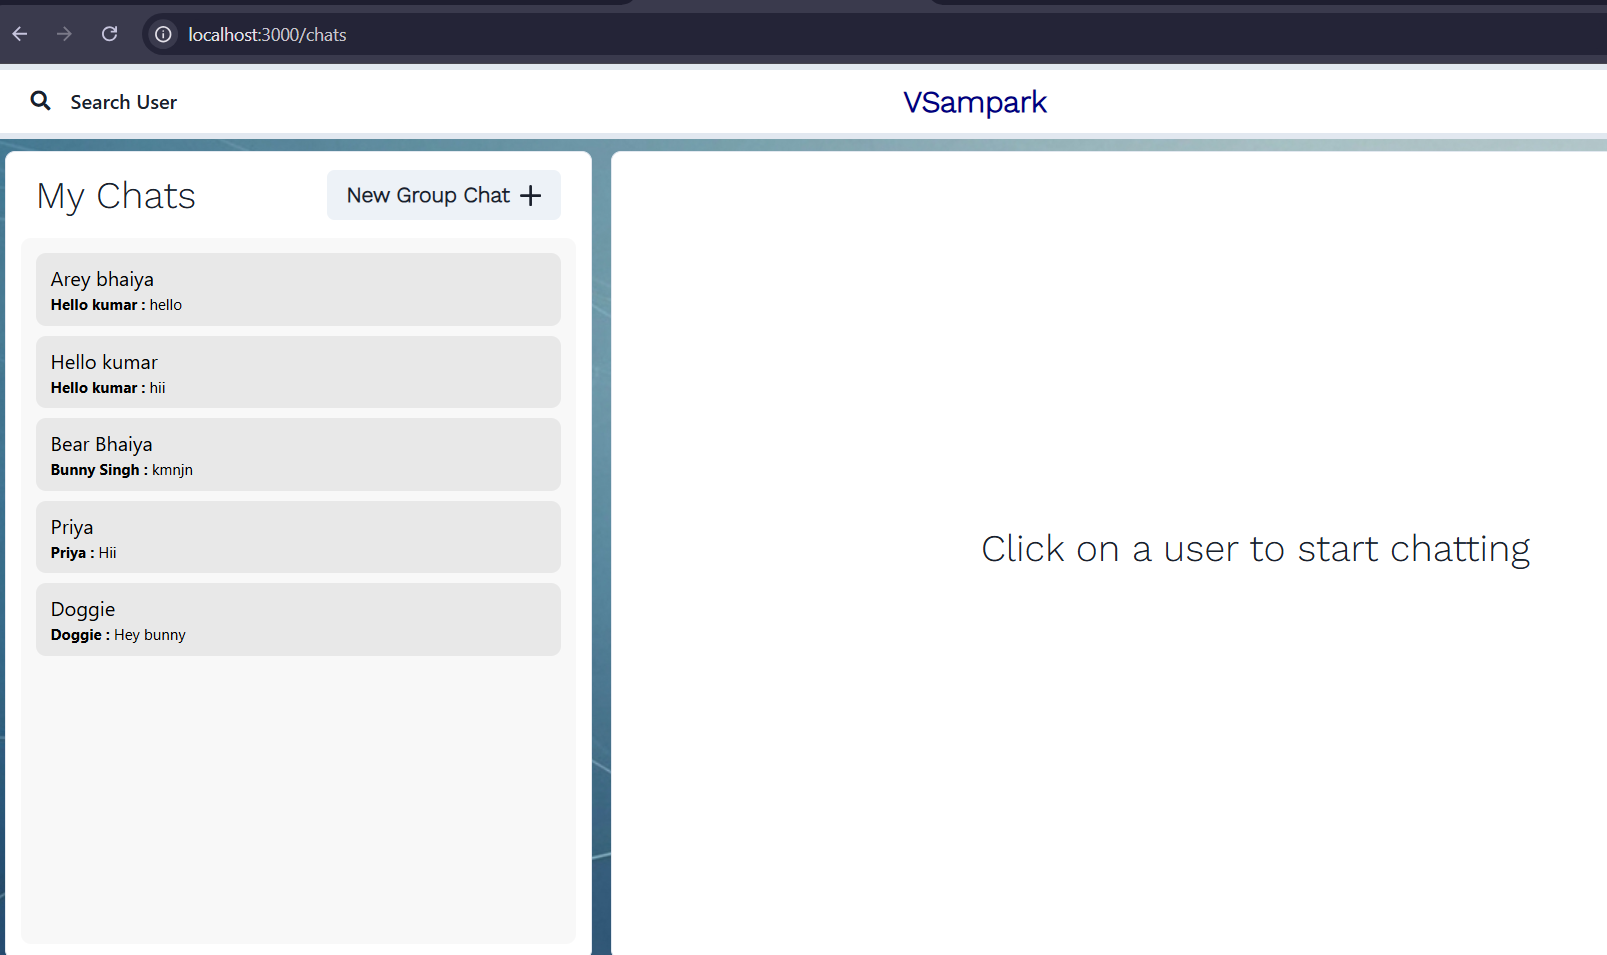 localhost:3000/chats
Search User
VSampark
My Chats
New Group Chat
Arey bhaiya
Hello kumar : hello
Hello kumar
Hello kumar : hii
Bear Bhaiya
Bunny Singh : kmnjn
Priya
Priya : Hii
Doggie
Doggie : Hey bunny
Click on a user to start chatting